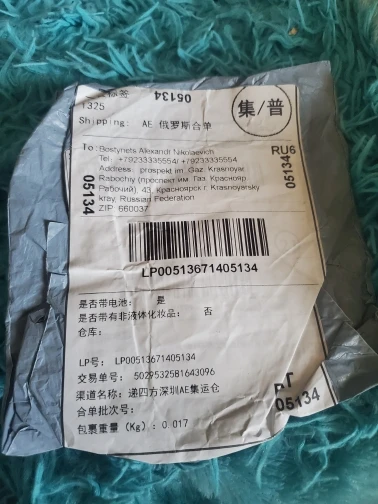 标签
1325
05134
集/普
Shipping: AE 俄罗斯合单
To: Bostynets Alexandr Nikolaevich
Tel: +79233335554/ +79233335554
Address: prospekt im. Gaz. Krasnoyar
Rabochy (проспект им. Газ. Краснояр
Рабочий), 43, Красноярск г. Krasnoyarsky
kray, Russian Federation
ZIP: 660037
RU6
05134
05134
LP00513671405134
是否带电池: 是
是否带有非液体化妆品: 否
仓库:
LP号: LP00513671405134
交易单号: 5029532581643096
渠道名称: 递四方深圳AE集运仓
合单批次号:
包裹重量 (Kg): 0.017
05134